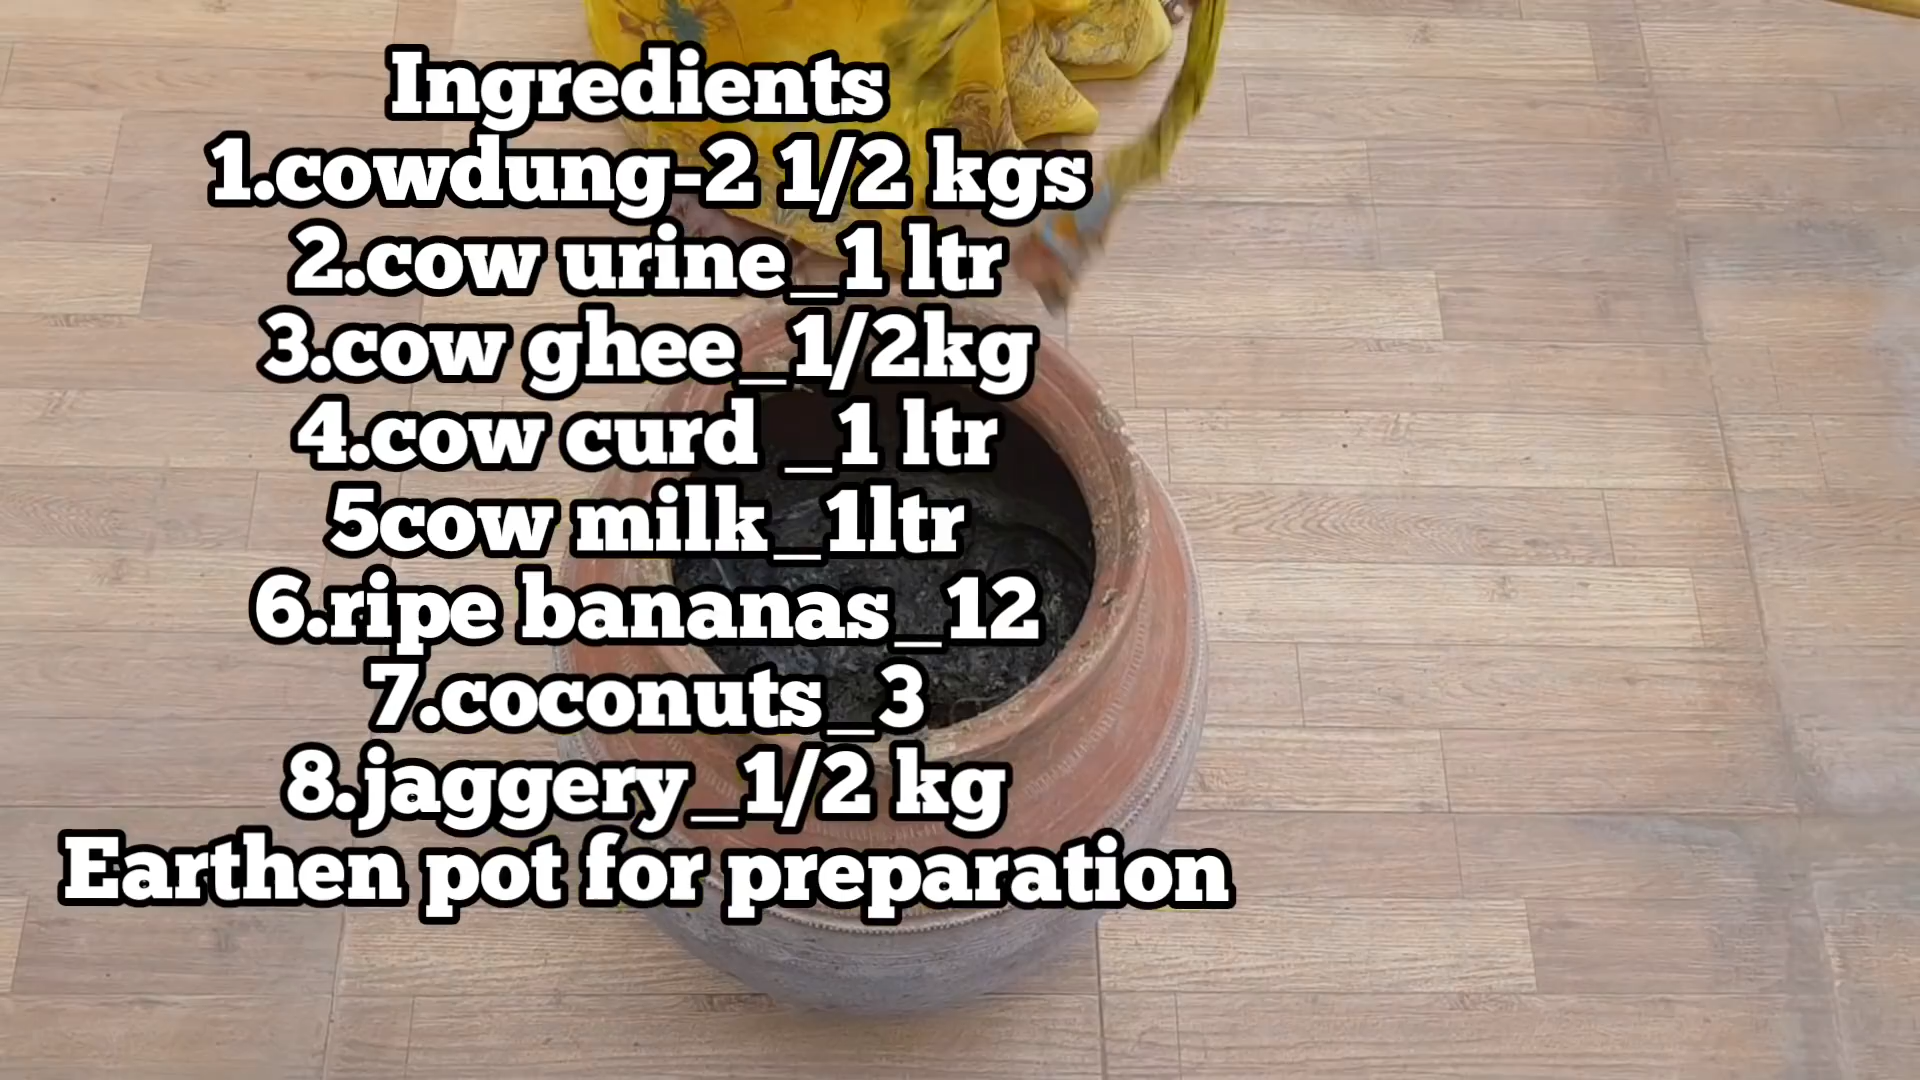 Ingredients
1.cowdung-2 1/2 kgs
2.cow urine_1 ltr
3.cow ghee_1/2kg
4.cow curd _1 ltr
5cow milk_1ltr
6.ripe bananas_12
7.coconuts_3
8.jaggery_1/2 kg
Earthen pot for preparation